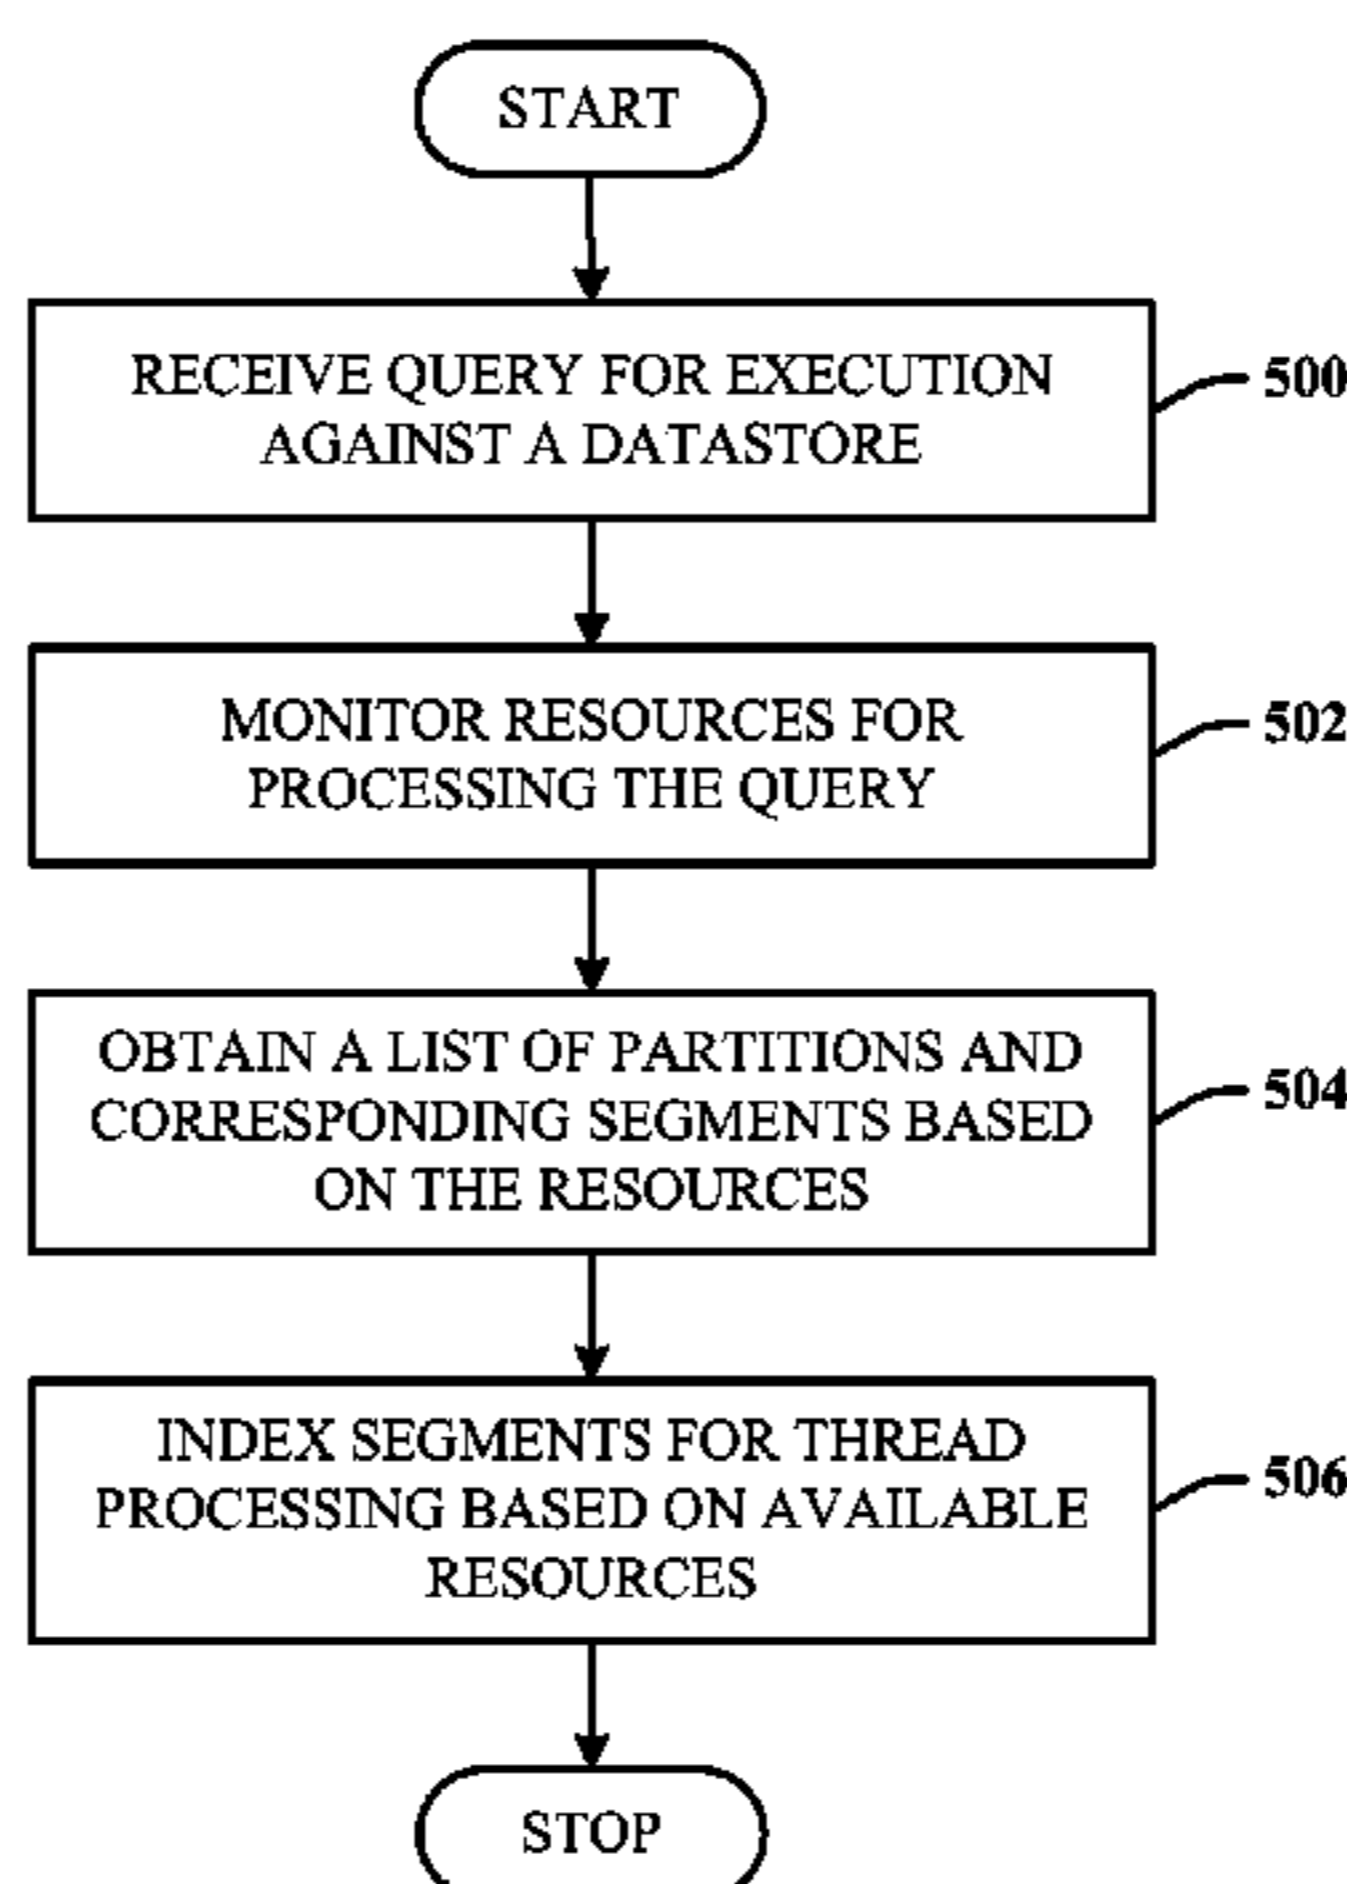 START
RECEIVE QUERY FOR EXECUTION
AGAINST A DATASTORE
500
MONITOR RESOURCES FOR
PROCESSING THE QUERY
502
OBTAIN A LIST OF PARTITIONS AND
CORRESPONDING SEGMENTS BASED
ON THE RESOURCES
504
INDEX SEGMENTS FOR THREAD
PROCESSING BASED ON AVAILABLE
RESOURCES
506
STOP